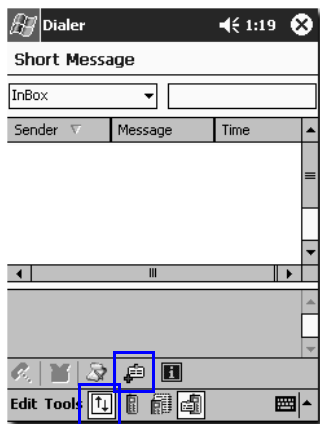 Dialer 1:19
Short Message
InBox
Sender Message Time
Edit Tools